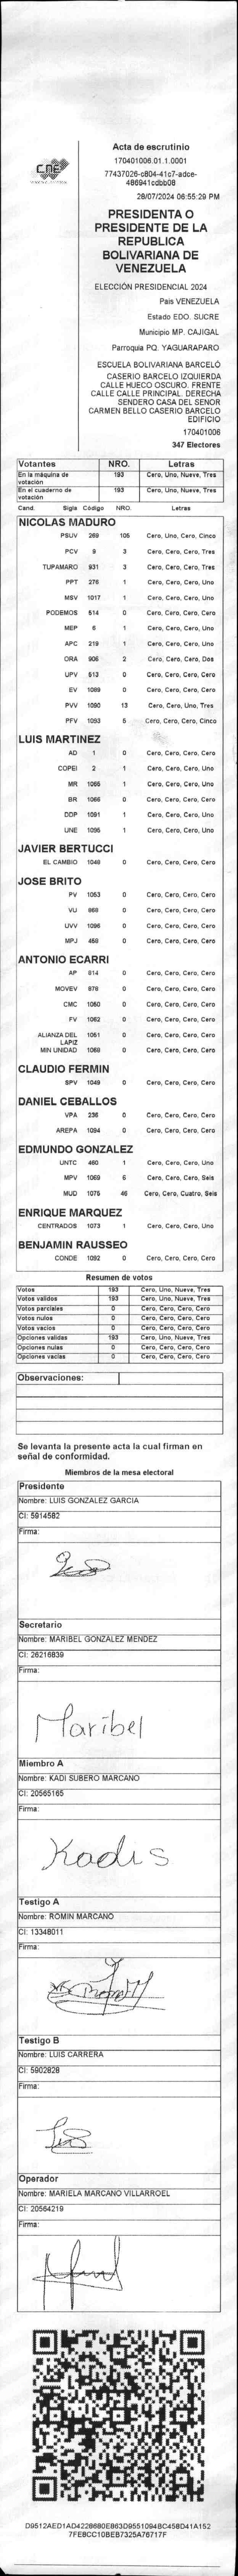 CNE
Acta de escrutinio
170401006.01.1.0001
77437026-c804-41c7-adce-
486941cdbb08
28/07/2024 06:55:29 PM
PRESIDENTA O
PRESIDENTE DE LA
REPUBLICA
BOLIVARIANA DE
VENEZUELA
ELECCIÓN PRESIDENCIAL 2024
Pais VENEZUELA
Estado EDO. SUCRE
Municipio MP. CAJIGAL
Parroquia PQ. YAGUARAPARO
ESCUELA BOLIVARIANA BARCELÓ
CASERIO BARCELO IZQUIERDA
CALLE HUECO OSCURO. FRENTE
CALLE CALLE PRINCIPAL. DERECHA
SENDERO CASA DEL SENOR
CARMEN BELLO CASERIO BARCELO
EDIFICIO
170401006
347 Electores
Votantes NRO. Letras
En la máquina de votación 193 Cero, Uno, Nueve, Tres
En el cuaderno de votación 193 Cero, Uno, Nueve, Tres
Cand. Sigla Código NRO. Letras
NICOLAS MADURO
PSUV 269 105 Cero, Uno, Cero, Cinco
PCV 9 3 Cero, Cero, Cero, Tres
TUPAMARO 931 3 Cero, Cero, Cero, Tres
PPT 276 1 Cero, Cero, Cero, Uno
MSV 1017 1 Cero, Cero, Cero, Uno
PODEMOS 514 0 Cero, Cero, Cero, Cero
MEP 6 1 Cero, Cero, Cero, Uno
APC 219 1 Cero, Cero, Cero, Uno
ORA 906 2 Cero, Cero, Cero, Dos
UPV 513 0 Cero, Cero, Cero, Cero
EV 1089 0 Cero, Cero, Cero, Cero
PVV 1090 13 Cero, Cero, Uno, Tres
PFV 1093 5 Cero, Cero, Cero, Cinco
LUIS MARTINEZ
AD 1 0 Cero, Cero, Cero, Cero
COPEI 2 1 Cero, Cero, Cero, Uno
MR 1065 1 Cero, Cero, Cero, Uno
BR 1066 0 Cero, Cero, Cero, Cero
DDP 1091 1 Cero, Cero, Cero, Uno
UNE 1095 1 Cero, Cero, Cero, Uno
JAVIER BERTUCCI
EL CAMBIO 1048 0 Cero, Cero, Cero, Cero
JOSE BRITO
PV 1053 0 Cero, Cero, Cero, Cero
VU 868 0 Cero, Cero, Cero, Cero
UVV 1096 0 Cero, Cero, Cero, Cero
MPJ 459 0 Cero, Cero, Cero, Cero
ANTONIO ECARRI
AP 814 0 Cero, Cero, Cero, Cero
MOVEV 878 0 Cero, Cero, Cero, Cero
CMC 1050 0 Cero, Cero, Cero, Cero
FV 1062 0 Cero, Cero, Cero, Cero
ALIANZA DEL LAPIZ 1051 0 Cero, Cero, Cero, Cero
MIN UNIDAD 1059 0 Cero, Cero, Cero, Cero
CLAUDIO FERMIN
SPV 1049 0 Cero, Cero, Cero, Cero
DANIEL CEBALLOS
VPA 236 0 Cero, Cero, Cero, Cero
AREPA 1094 0 Cero, Cero, Cero, Cero
EDMUNDO GONZALEZ
UNTC 460 1 Cero, Cero, Cero, Uno
MPV 1069 6 Cero, Cero, Cero, Seis
MUD 1075 46 Cero, Cero, Cuatro, Seis
ENRIQUE MARQUEZ
CENTRADOS 1073 1 Cero, Cero, Cero, Uno
BENJAMIN RAUSSEO
CONDE 1092 0 Cero, Cero, Cero, Cero
Resumen de votos
Votos 193 Cero, Uno, Nueve, Tres
Votos validos 193 Cero, Uno, Nueve, Tres
Votos parciales 0 Cero, Cero, Cero, Cero
Votos nulos 0 Cero, Cero, Cero, Cero
Votos vacios 0 Cero, Cero, Cero, Cero
Opciones validas 193 Cero, Uno, Nueve, Tres
Opciones nulas 0 Cero, Cero, Cero, Cero
Opciones vacias 0 Cero, Cero, Cero, Cero
Observaciones:
Se levanta la presente acta la cual firman en
señal de conformidad.
Miembros de la mesa electoral
Presidente
Nombre: LUIS GONZALEZ GARCIA
CI: 5914582
Firma:
Secretario
Nombre: MARIBEL GONZALEZ MENDEZ
CI: 26216839
Firma:
Maribel
Miembro A
Nombre: KADI SUBERO MARCANO
CI: 20565165
Firma:
Kadis
Testigo A
Nombre: ROMIN MARCANO
CI: 13348011
Firma:
Testigo B
Nombre: LUIS CARRERA
CI: 5902828
Firma:
Operador
Nombre: MARIELA MARCANO VILLARROEL
CI: 20564219
Firma:
D9512AED1AD4228680E863D9551094BC458D41A152
7FE8CC10BEB7325A76717F